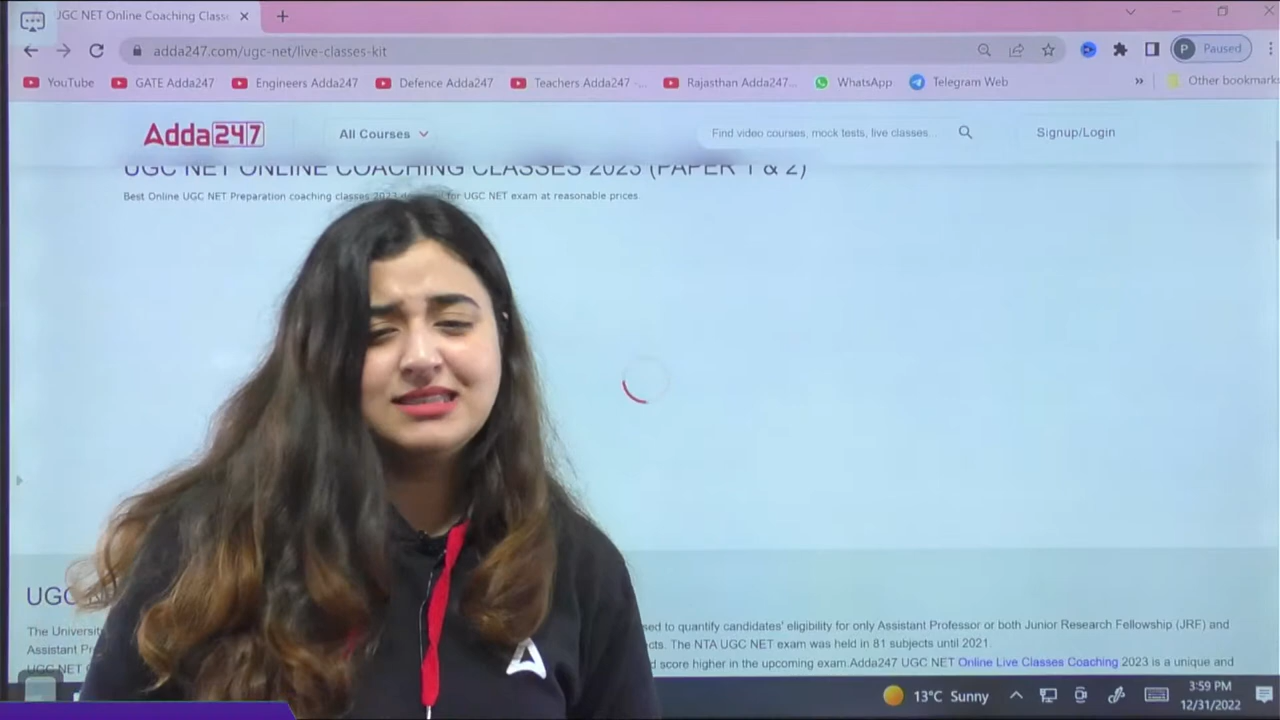 UGC NET Online Coaching Class
adda247.com/ugc-net/live-classes-kit
P Paused
YouTube GATE Adda247 Engineers Adda247 Defence Adda247 Teachers Adda247 -... Rajasthan Adda247... WhatsApp Telegram Web » Other bookmarks
Adda247 All Courses Find video courses, mock tests, live classes... Signup/Login
UGC NET ONLINE COACHING CLASSES 2023 (PAPER 1 & 2)
Best Online UGC NET Preparation coaching classes 2023 for UGC NET exam at reasonable prices.
UGC
The Universit sed to quantify candidates' eligibility for only Assistant Professor or both Junior Research Fellowship (JRF) and
Assistant Pr cts. The NTA UGC NET exam was held in 81 subjects until 2021.
UGC NET d score higher in the upcoming exam.Adda247 UGC NET Online Live Classes Coaching 2023 is a unique and
13°C Sunny
3:59 PM
12/31/2022